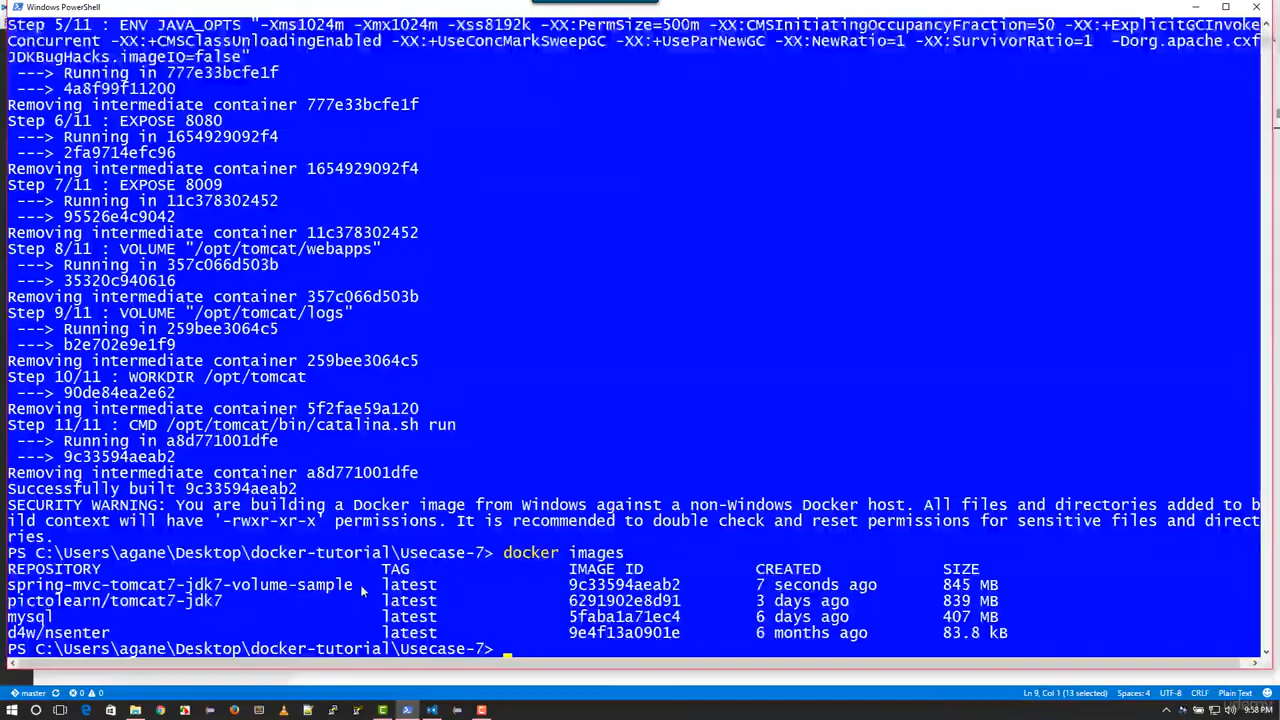 Windows PowerShell
Step 5/11 : ENV JAVA_OPTS "-Xms1024m -Xmx1024m -Xss8192k -XX:PermSize=500m -XX:CMSInitiatingOccupancyFraction=50 -XX:+ExplicitGCInvoke
Concurrent -XX:+CMSClassUnloadingEnabled -XX:+UseConcMarkSweepGC -XX:+UseParNewGC -XX:NewRatio=1 -XX:SurvivorRatio=1  -Dorg.apache.cxf
JDKBugHacks.imageIO=false"
---> Running in 777e33bcfe1f
---> 4a8f99f11200
Removing intermediate container 777e33bcfe1f
Step 6/11 : EXPOSE 8080
---> Running in 1654929092f4
---> 2fa9714efc96
Removing intermediate container 1654929092f4
Step 7/11 : EXPOSE 8009
---> Running in 11c378302452
---> 95526e4c9042
Removing intermediate container 11c378302452
Step 8/11 : VOLUME "/opt/tomcat/webapps"
---> Running in 357c066d503b
---> 35320c940616
Removing intermediate container 357c066d503b
Step 9/11 : VOLUME "/opt/tomcat/logs"
---> Running in 259bee3064c5
---> b2e702e9e1f9
Removing intermediate container 259bee3064c5
Step 10/11 : WORKDIR /opt/tomcat
---> 90de84ea2e62
Removing intermediate container 5f2fae59a120
Step 11/11 : CMD /opt/tomcat/bin/catalina.sh run
---> Running in a8d771001dfe
---> 9c33594aeab2
Removing intermediate container a8d771001dfe
Successfully built 9c33594aeab2
SECURITY WARNING: You are building a Docker image from Windows against a non-Windows Docker host. All files and directories added to b
ild context will have '-rwxr-xr-x' permissions. It is recommended to double check and reset permissions for sensitive files and direct
ries.
PS C:\Users\agane\Desktop\docker-tutorial\Usecase-7> docker images
REPOSITORY TAG IMAGE ID CREATED SIZE
spring-mvc-tomcat7-jdk7-volume-sample latest 9c33594aeab2 7 seconds ago 845 MB
pictolearn/tomcat7-jdk7 latest 6291902e8d91 3 days ago 839 MB
mysql latest 5faba1a71ec4 6 days ago 407 MB
d4w/nsenter latest 9e4f13a0901e 6 months ago 83.8 kB
PS C:\Users\agane\Desktop\docker-tutorial\Usecase-7>
master 0 0 Ln 9, Col 1 (13 selected) Spaces: 4 UTF-8 CRLF Plain Text
9:58 PM
udemy